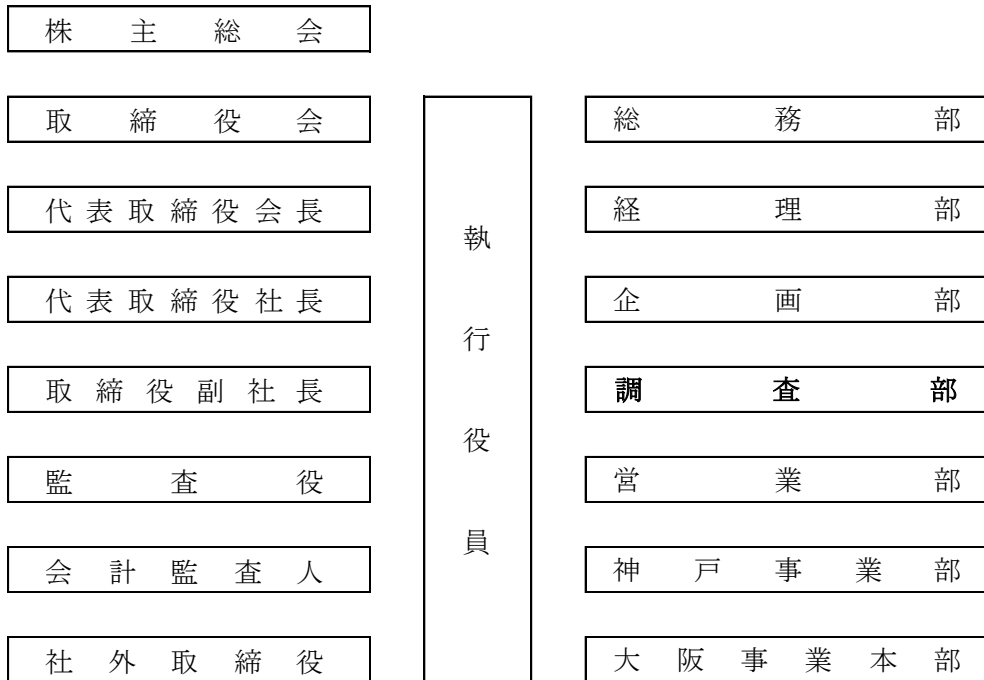 株主総会
取締役会
代表取締役会長
代表取締役社長
取締役副社長
監査役
会計監査人
社外取締役
執行役員
総務部
経理部
企画部
調査部
営業部
神戸事業部
大阪事業本部